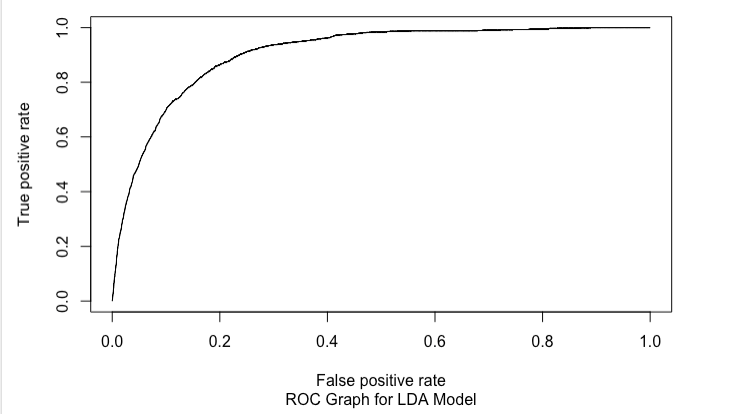 1.0
0.8
0.6
0.4
0.2
0.0
True positive rate
0.0 0.2 0.4 0.6 0.8 1.0
False positive rate
ROC Graph for LDA Model